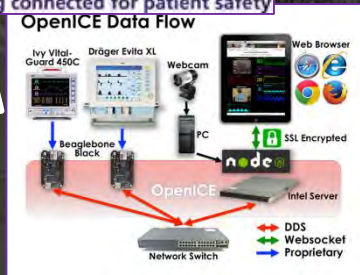 connected for patient safety
OpenICE Data Flow
Ivy Vital-
Guard 450C
Dräger Evita XL
Webcam
Web Browser
PC
SSL Encrypted
Beaglebone
Black
node
OpenICE
Intel Server
Network Switch
DDS
Websocket
Proprietary